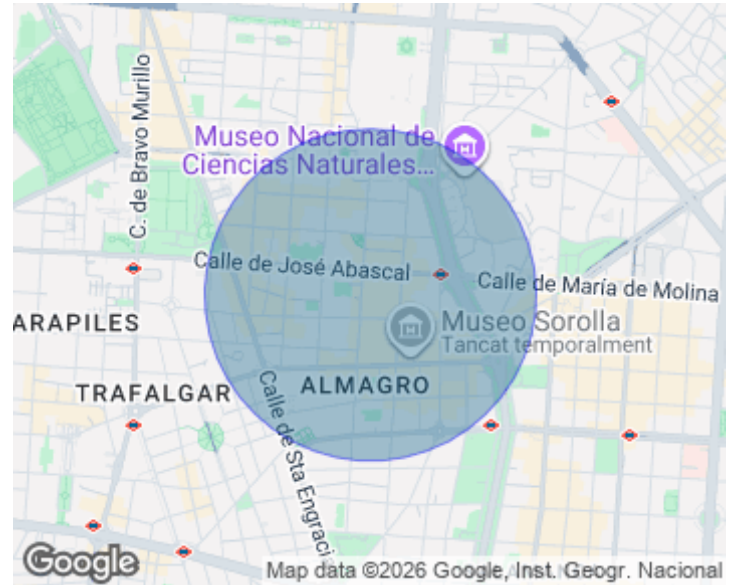 C. de Bravo Murillo
Museo Nacional de
Ciencias Naturales...
Calle de José Abascal
Calle de María de Molina
ARAPILES
Museo Sorolla
Tancat temporalment
TRAFALGAR
ALMAGRO
Calle de Sta Engraci
Google
Map data ©2026 Google, Inst. Geogr. Nacional